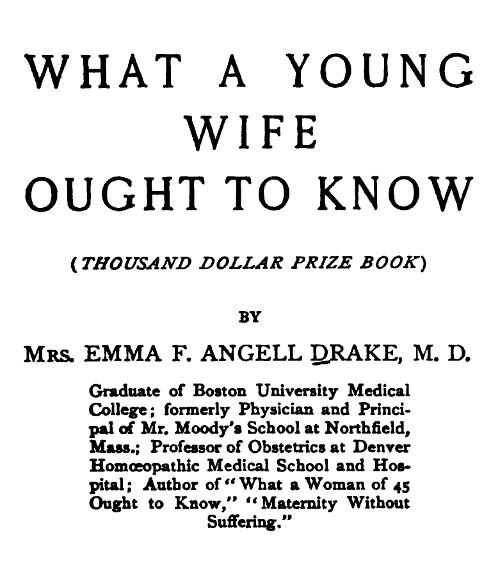 WHAT A YOUNG
WIFE
OUGHT TO KNOW
(THOUSAND DOLLAR PRIZE BOOK)
BY
MRS. EMMA F. ANGELL DRAKE, M. D.
Graduate of Boston University Medical
College; formerly Physician and Princi-
pal of Mr. Moody's School at Northfield,
Mass.; Professor of Obstetrics at Denver
Homœopathic Medical School and Hos-
pital; Author of "What a Woman of 45
Ought to Know," "Maternity Without
Suffering."